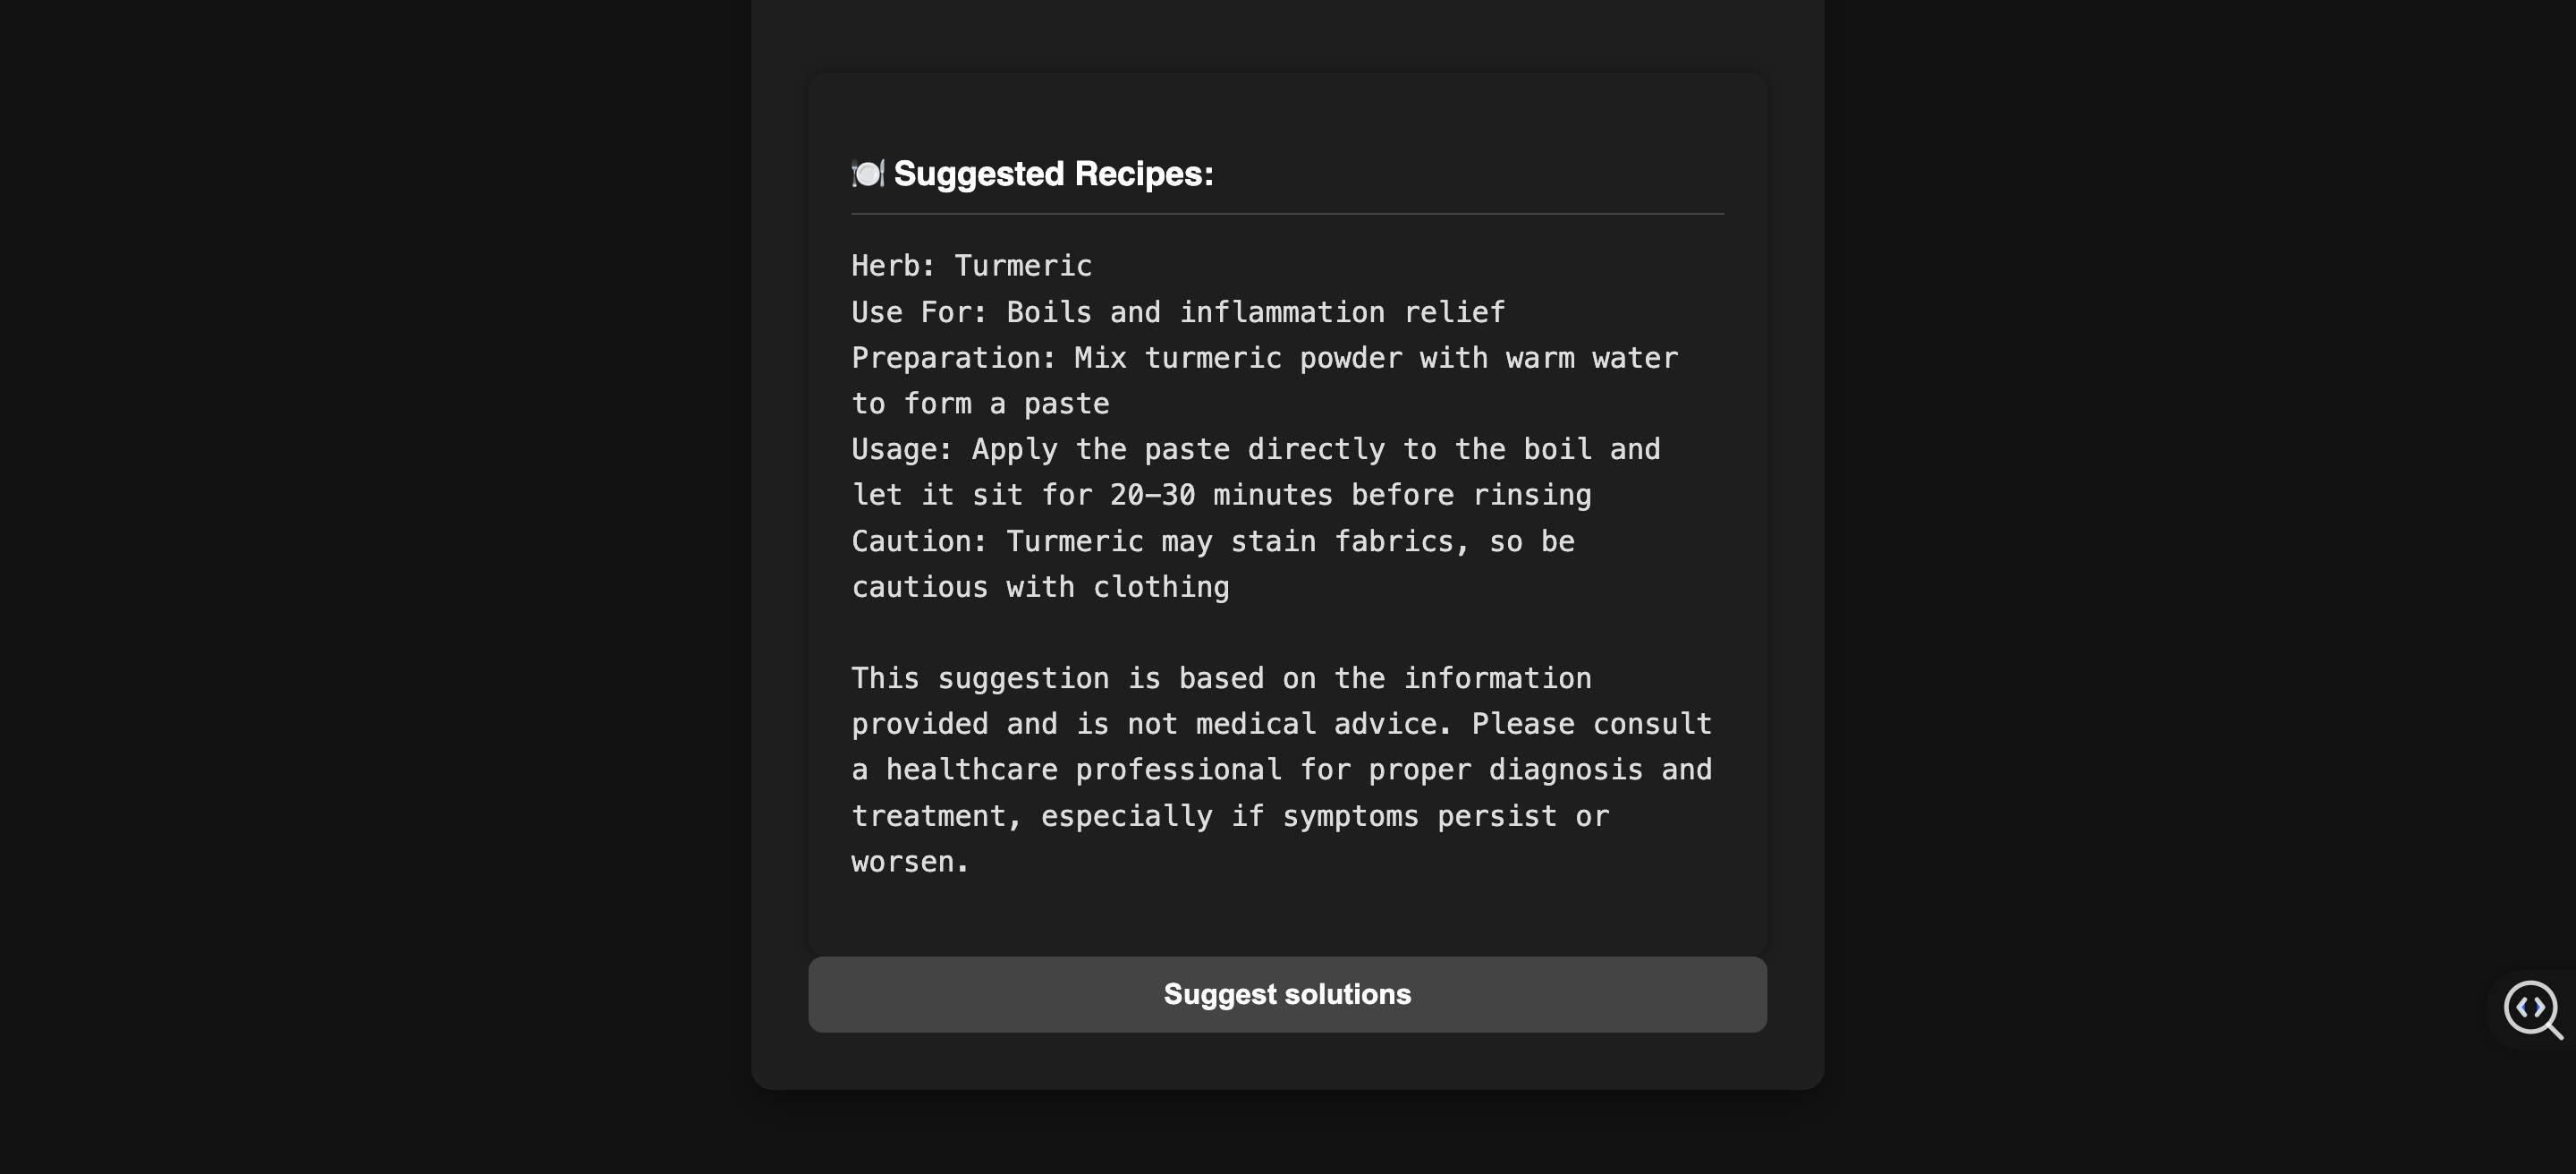 🍽️ Suggested Recipes:
Herb: Turmeric
Use For: Boils and inflammation relief
Preparation: Mix turmeric powder with warm water
to form a paste
Usage: Apply the paste directly to the boil and
let it sit for 20–30 minutes before rinsing
Caution: Turmeric may stain fabrics, so be
cautious with clothing
This suggestion is based on the information
provided and is not medical advice. Please consult
a healthcare professional for proper diagnosis and
treatment, especially if symptoms persist or
worsen.
Suggest solutions